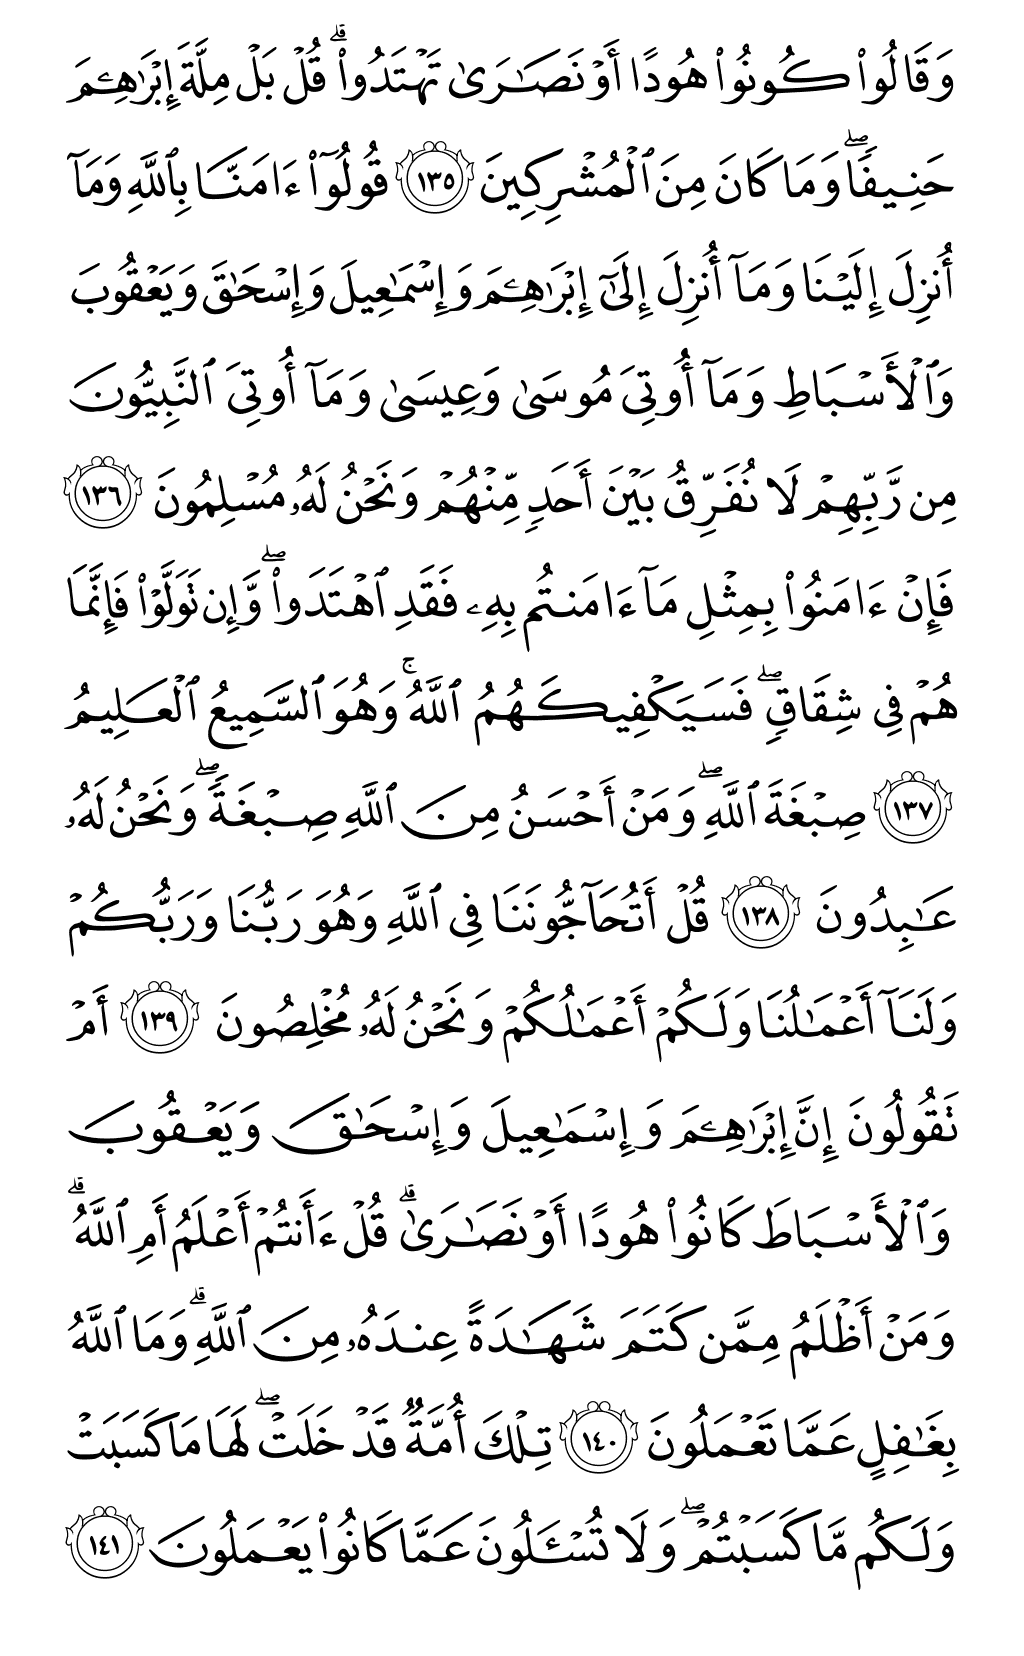 وَقَالُوا۟ كُونُوا۟ هُودًا أَوْ نَصَـٰرَىٰ تَهْتَدُوا۟ ۗ قُلْ بَلْ مِلَّةَ إِبْرَٰهِـۧمَ
حَنِيفًا ۖ وَمَا كَانَ مِنَ ٱلْمُشْرِكِينَ ١٣٥ قُولُوٓا۟ ءَامَنَّا بِٱللَّهِ وَمَآ
أُنزِلَ إِلَيْنَا وَمَآ أُنزِلَ إِلَىٰٓ إِبْرَٰهِـۧمَ وَإِسْمَـٰعِيلَ وَإِسْحَـٰقَ وَيَعْقُوبَ
وَٱلْأَسْبَاطِ وَمَآ أُوتِىَ مُوسَىٰ وَعِيسَىٰ وَمَآ أُوتِىَ ٱلنَّبِيُّونَ
مِن رَّبِّهِمْ لَا نُفَرِّقُ بَيْنَ أَحَدٍ مِّنْهُمْ وَنَحْنُ لَهُۥ مُسْلِمُونَ ١٣٦
فَإِنْ ءَامَنُوا۟ بِمِثْلِ مَآ ءَامَنتُم بِهِۦ فَقَدِ ٱهْتَدَوا۟ ۖ وَّإِن تَوَلَّوْا۟ فَإِنَّمَا
هُمْ فِى شِقَاقٍ ۖ فَسَيَكْفِيكَهُمُ ٱللَّهُ ۚ وَهُوَ ٱلسَّمِيعُ ٱلْعَلِيمُ
١٣٧ صِبْغَةَ ٱللَّهِ ۖ وَمَنْ أَحْسَنُ مِنَ ٱللَّهِ صِبْغَةً ۖ وَنَحْنُ لَهُۥ
عَـٰبِدُونَ ١٣٨ قُلْ أَتُحَآجُّونَنَا فِى ٱللَّهِ وَهُوَ رَبُّنَا وَرَبُّكُمْ
وَلَنَآ أَعْمَـٰلُنَا وَلَكُمْ أَعْمَـٰلُكُمْ وَنَحْنُ لَهُۥ مُخْلِصُونَ ١٣٩ أَمْ
تَقُولُونَ إِنَّ إِبْرَٰهِـۧمَ وَإِسْمَـٰعِيلَ وَإِسْحَـٰقَ وَيَعْقُوبَ
وَٱلْأَسْبَاطَ كَانُوا۟ هُودًا أَوْ نَصَـٰرَىٰ ۗ قُلْ ءَأَنتُمْ أَعْلَمُ أَمِ ٱللَّهُ ۗ
وَمَنْ أَظْلَمُ مِمَّن كَتَمَ شَهَـٰدَةً عِندَهُۥ مِنَ ٱللَّهِ ۗ وَمَا ٱللَّهُ
بِغَـٰفِلٍ عَمَّا تَعْمَلُونَ ١٤٠ تِلْكَ أُمَّةٌ قَدْ خَلَتْ ۖ لَهَا مَا كَسَبَتْ
وَلَكُم مَّا كَسَبْتُمْ ۖ وَلَا تُسْـَٔلُونَ عَمَّا كَانُوا۟ يَعْمَلُونَ ١٤١